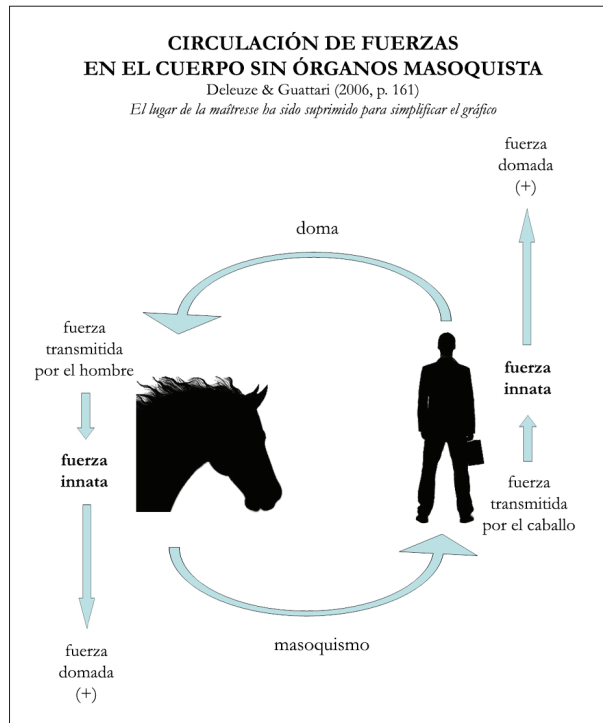 CIRCULACIÓN DE FUERZAS
EN EL CUERPO SIN ÓRGANOS MASOQUISTA
Deleuze & Guattari (2006, p. 161)
El lugar de la maîtresse ha sido suprimido para simplificar el gráfico
fuerza
domada
(+)
doma
fuerza
transmitida
por el hombre
fuerza
innata
fuerza
innata
fuerza
transmitida
por el caballo
masoquismo
fuerza
domada
(+)